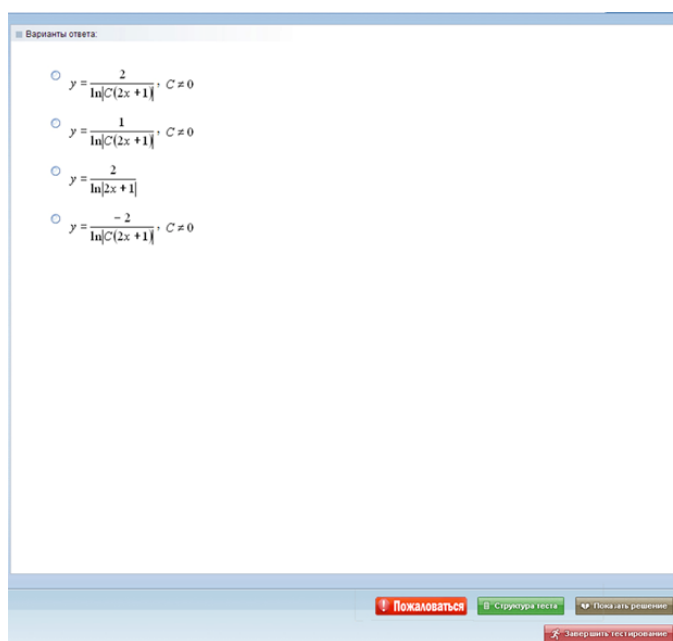 Варианты ответа:
y = 2 / ln|C(2x + 1)|, C ≠ 0
y = 1 / ln|C(2x + 1)|, C ≠ 0
y = 2 / ln|2x + 1|
y = − 2 / ln|C(2x + 1)|, C ≠ 0
! Пожаловаться
Структура теста
Показать решение
Завершить тестирование